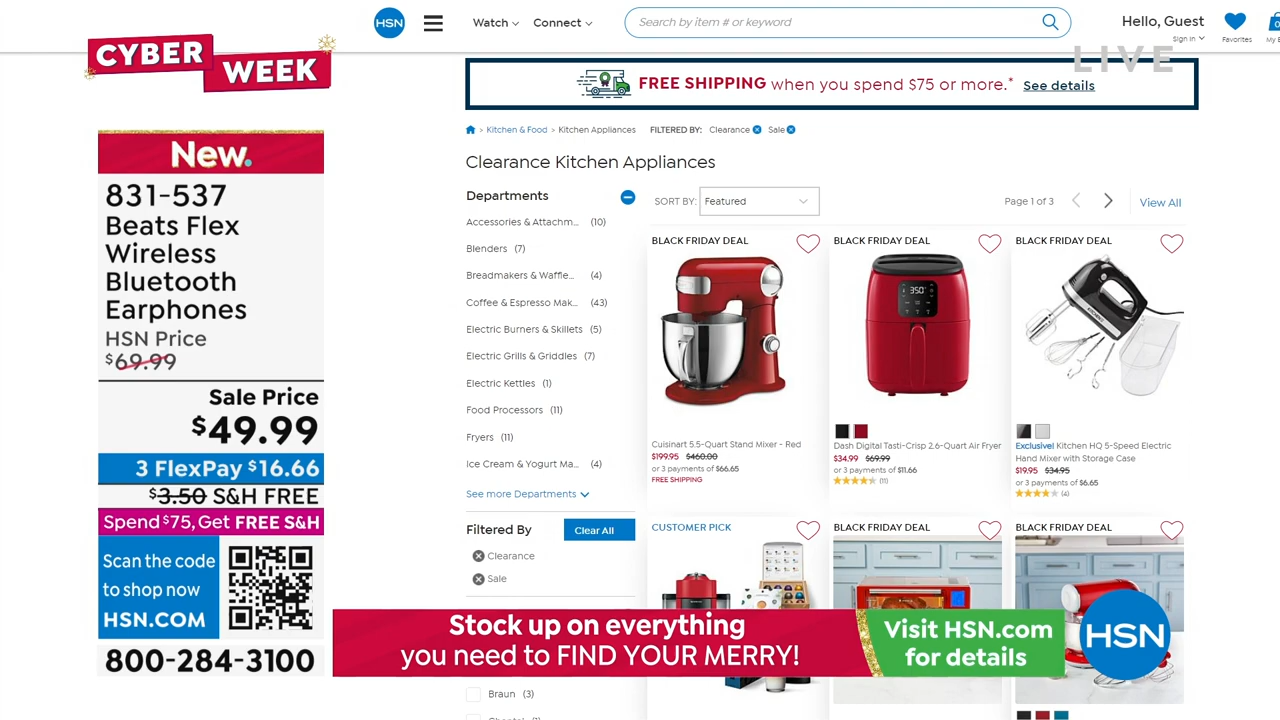 HSN
Watch
Connect
Search by item # or keyword
Hello, Guest
Sign In
Favorites
LIVE
CYBER
WEEK
FREE SHIPPING when you spend $75 or more.* See details
> Kitchen & Food > Kitchen Appliances FILTERED BY: Clearance Sale
Clearance Kitchen Appliances
New.
831-537
Beats Flex
Wireless
Bluetooth
Earphones
HSN Price
$69.99
Sale Price
$49.99
3 FlexPay $16.66
$3.50 S&H FREE
Spend $75, Get FREE S&H
Scan the code
to shop now
HSN.COM
800-284-3100
Departments
Accessories & Attachm... (10)
Blenders (7)
Breadmakers & Waffle... (4)
Coffee & Espresso Mak... (43)
Electric Burners & Skillets (5)
Electric Grills & Griddles (7)
Electric Kettles (1)
Food Processors (11)
Fryers (11)
Ice Cream & Yogurt Ma... (4)
See more Departments
Filtered By
Clear All
Clearance
Sale
Braun (3)
SORT BY: Featured
Page 1 of 3
View All
BLACK FRIDAY DEAL
Cuisinart 5.5-Quart Stand Mixer - Red
$199.95 $460.00
or 3 payments of $66.65
FREE SHIPPING
BLACK FRIDAY DEAL
350°
Dash Digital Tasti-Crisp 2.6-Quart Air Fryer
$34.99 $69.99
or 3 payments of $11.66
(11)
BLACK FRIDAY DEAL
Exclusive! Kitchen HQ 5-Speed Electric
Hand Mixer with Storage Case
$19.95 $34.95
or 3 payments of $6.65
(4)
CUSTOMER PICK
BLACK FRIDAY DEAL
BLACK FRIDAY DEAL
Stock up on everything
you need to FIND YOUR MERRY!
Visit HSN.com
for details
HSN